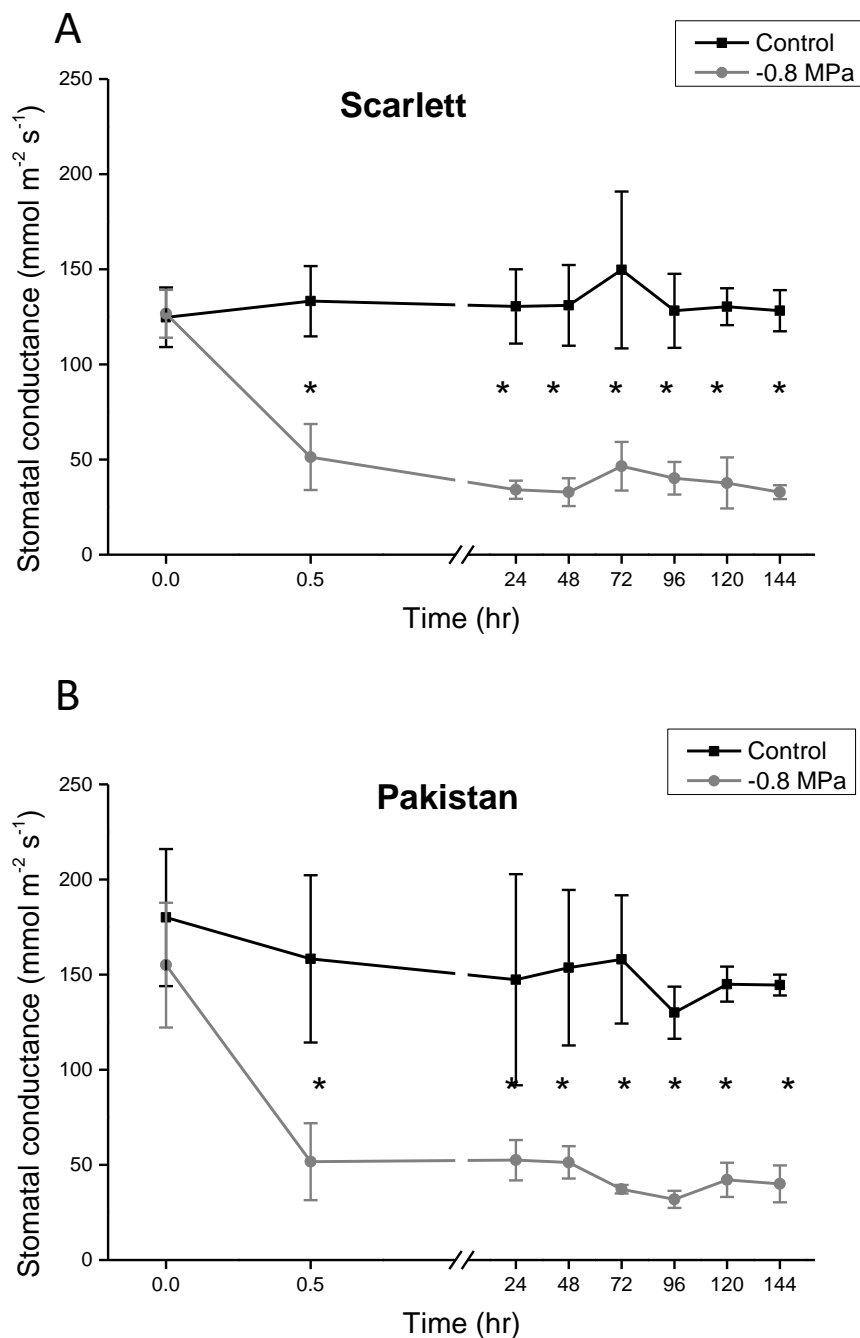 A
Control
-0.8 MPa
Scarlett
250
200
150
100
50
0
Stomatal conductance (mmol m-2 s-1)
* * * * * * *
0.0 0.5 24 48 72 96 120 144
Time (hr)
B
Control
-0.8 MPa
Pakistan
250
200
150
100
50
0
Stomatal conductance (mmol m-2 s-1)
* * * * * * *
0.0 0.5 24 48 72 96 120 144
Time (hr)